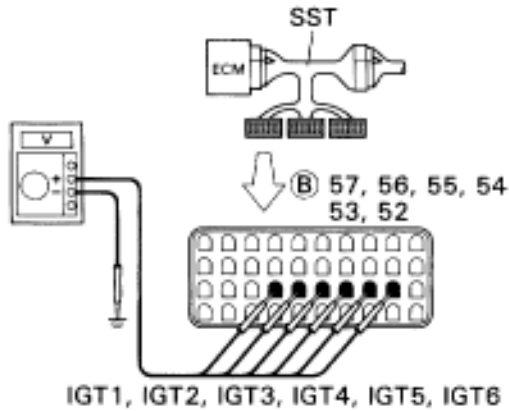 SST
ECM
V
+
-
B 57, 56, 55, 54
53, 52
IGT1, IGT2, IGT3, IGT4, IGT5, IGT6